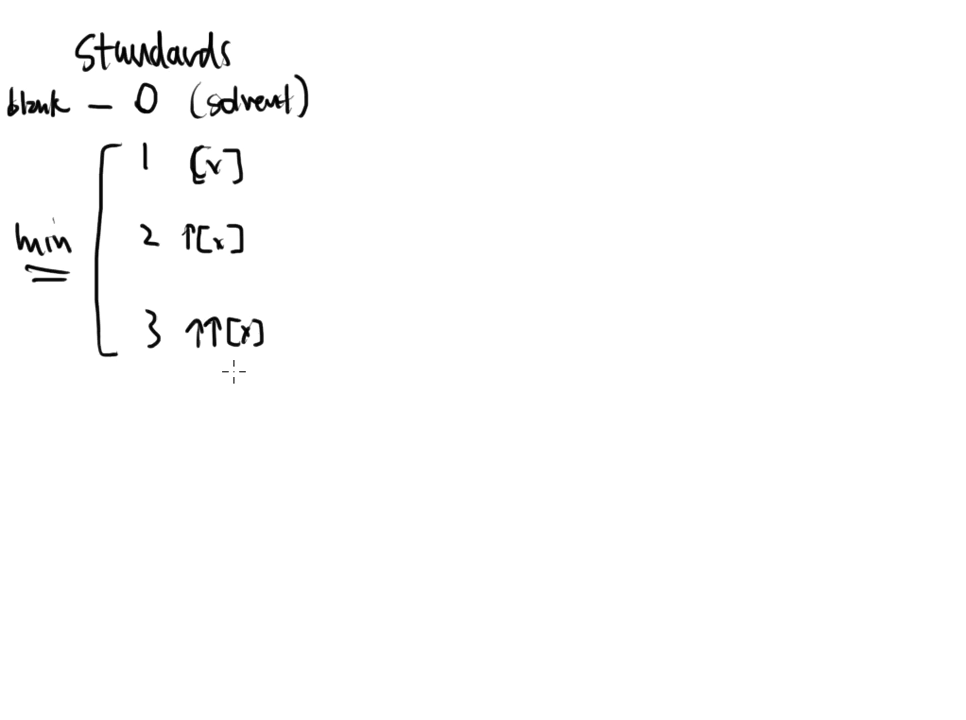 Standards
blank - 0 (solvent)
1 [x]
min 2 ↑[x]
3 ↑↑[x]